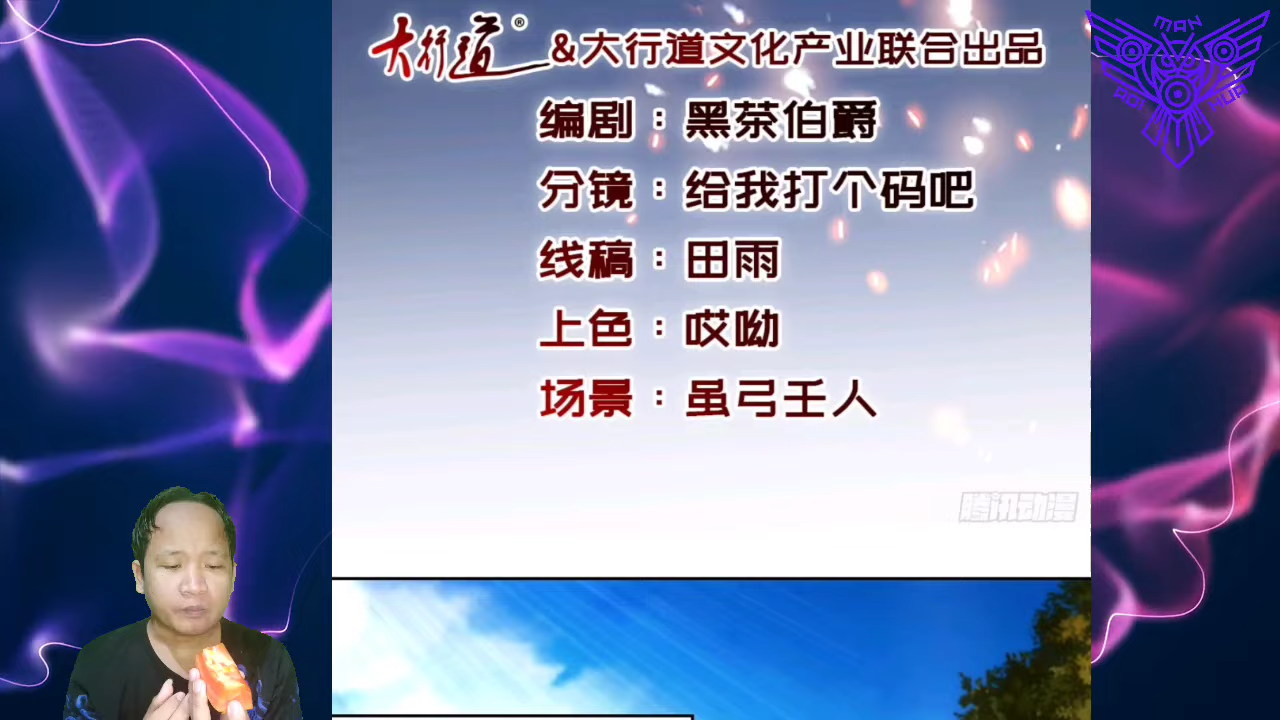 大行道® &大行道文化产业联合出品
编剧：黑茶伯爵
分镜：给我打个码吧
线稿：田雨
上色：哎呦
场景：虽弓壬人
腾讯动漫
MAN